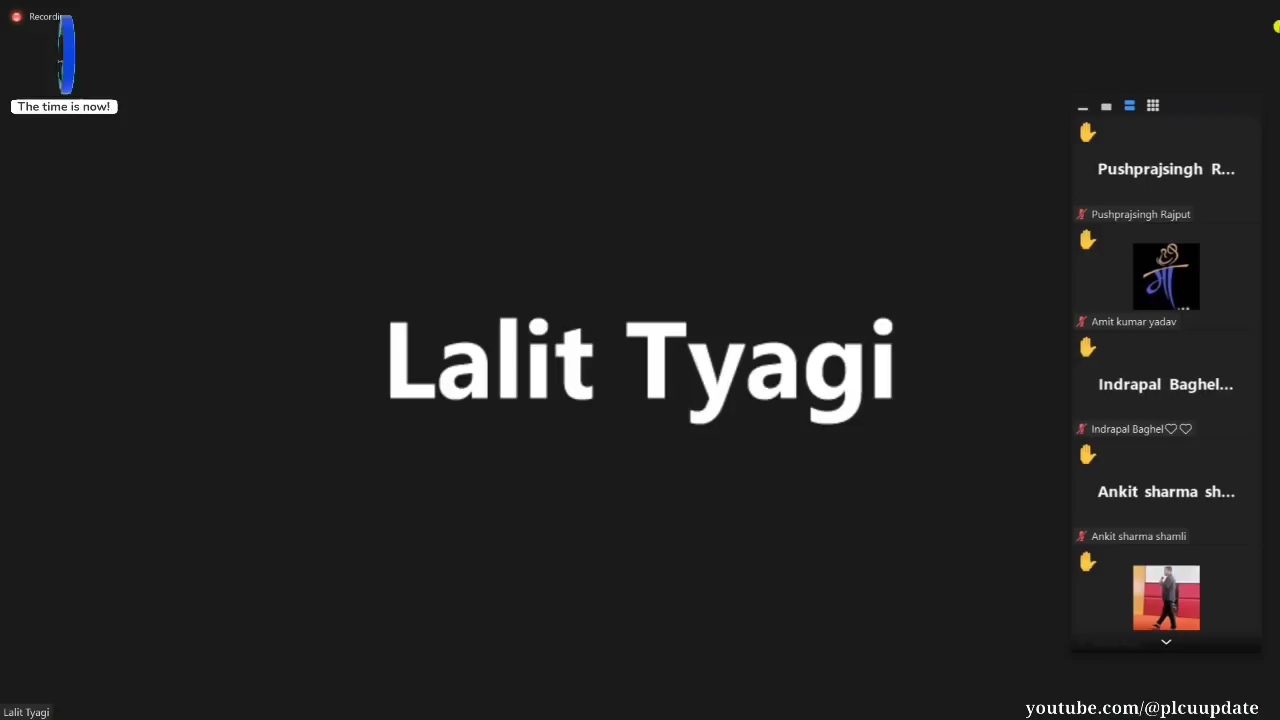 Recordin
The time is now!
Pushprajsingh R...
Pushprajsingh Rajput
माँ
Amit kumar yadav
Indrapal Baghel...
Indrapal Baghel♡♡
Ankit sharma sh...
Ankit sharma shamli
Lalit Tyagi
Lalit Tyagi
youtube.com/@plcuupdate